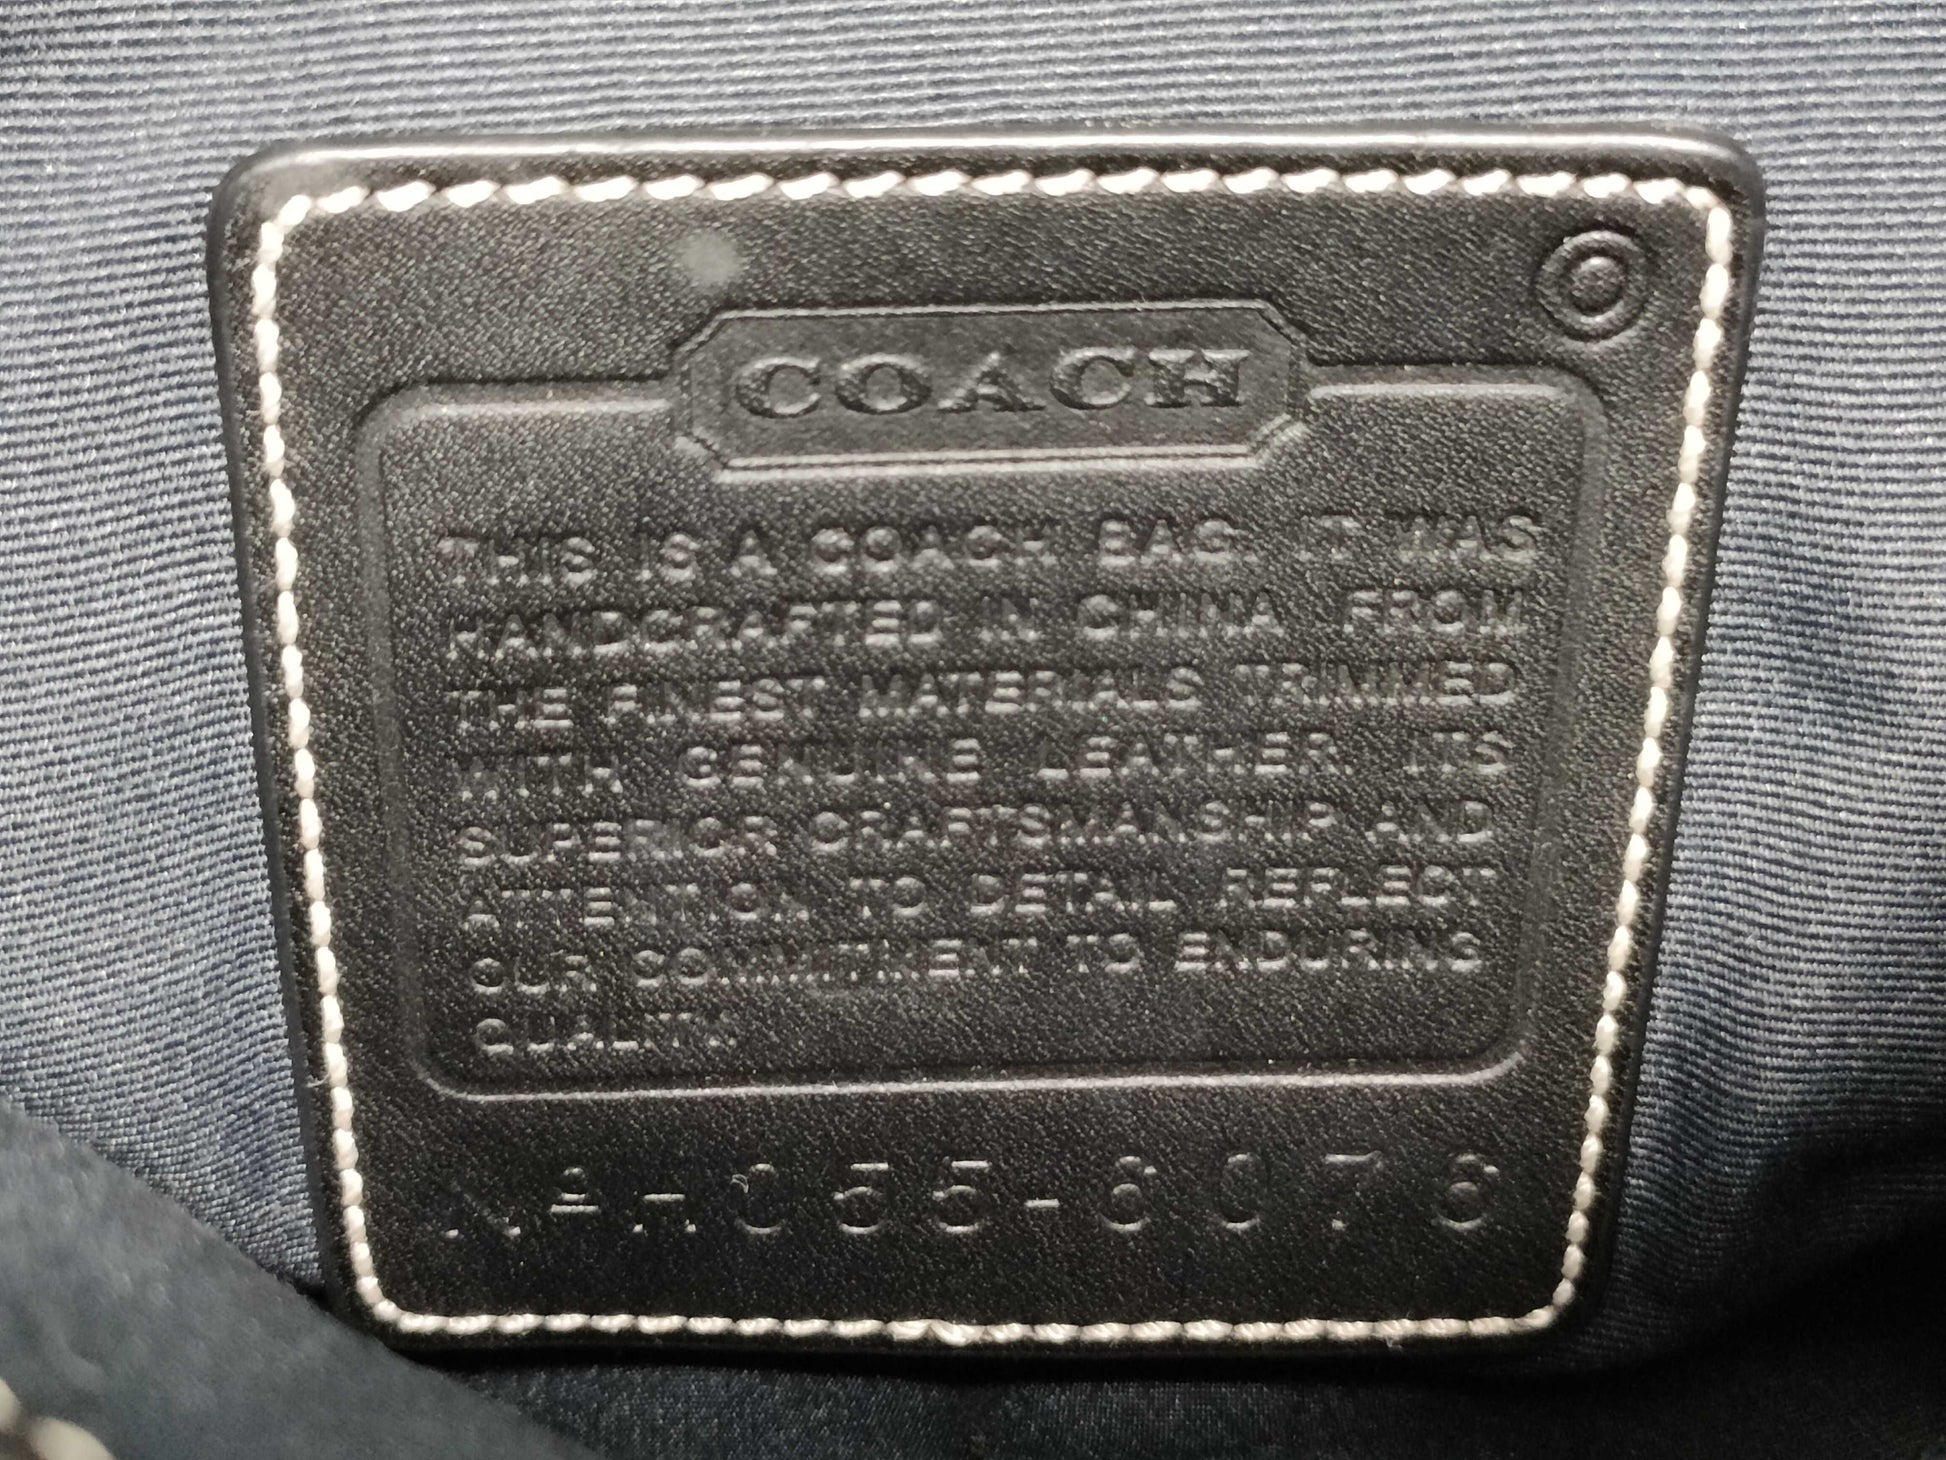 COACH
THIS IS A COACH BAG. IT WAS
HANDCRAFTED IN CHINA FROM
THE FINEST MATERIALS TRIMMED
WITH GENUINE LEATHER. ITS
SUPERIOR CRAFTSMANSHIP AND
ATTENTION TO DETAIL REFLECT
OUR COMMITMENT TO ENDURING
QUALITY.